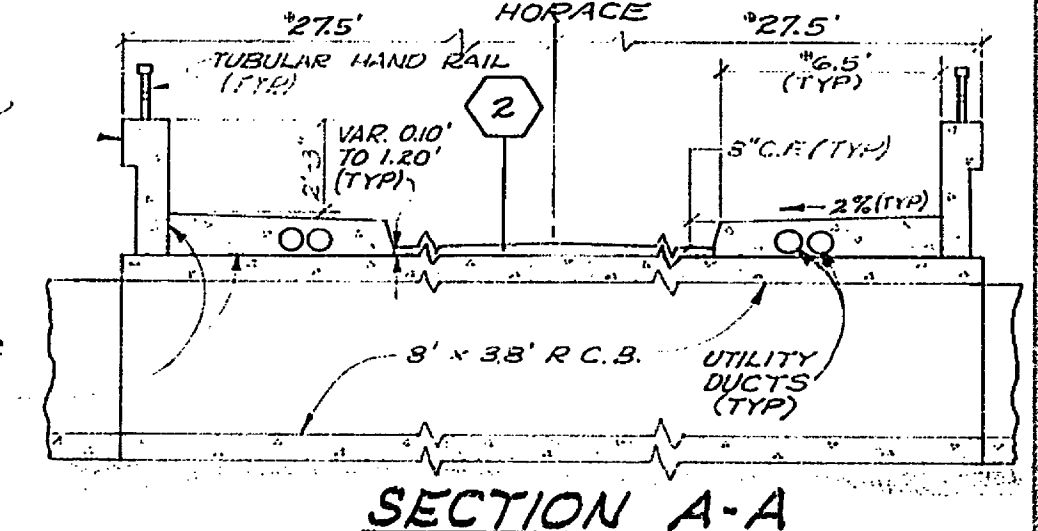 HORACE
27.5'
27.5'
TUBULAR HAND RAIL
(TYP)
6.5'
(TYP)
2
VAR. 0.10'
TO 1.20'
(TYP)
2'-3"
8" C.F. (TYP)
2% (TYP)
8' x 3.8' R.C.B.
UTILITY
DUCTS
(TYP)
SECTION A-A